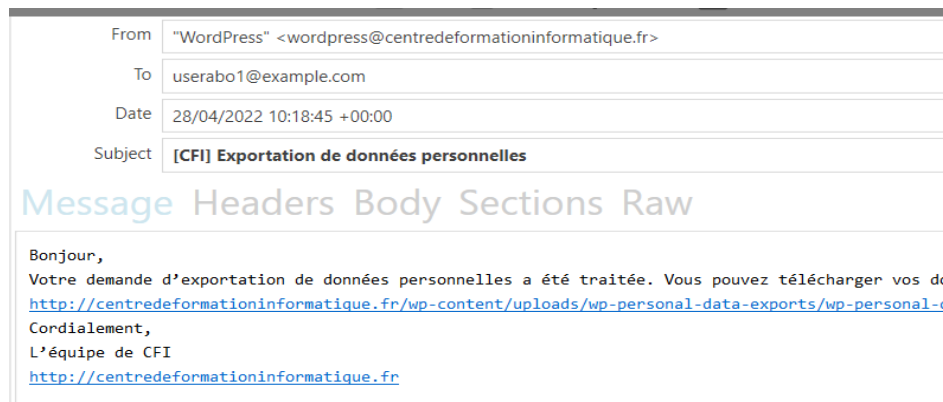 From "WordPress" <wordpress@centredeformationinformatique.fr>
To userabo1@example.com
Date 28/04/2022 10:18:45 +00:00
Subject [CFI] Exportation de données personnelles
Message Headers Body Sections Raw
Bonjour,
Votre demande d’exportation de données personnelles a été traitée. Vous pouvez télécharger vos
http://centredeformationinformatique.fr/wp-content/uploads/wp-personal-data-exports/wp-personal-
Cordialement,
L’équipe de CFI
http://centredeformationinformatique.fr